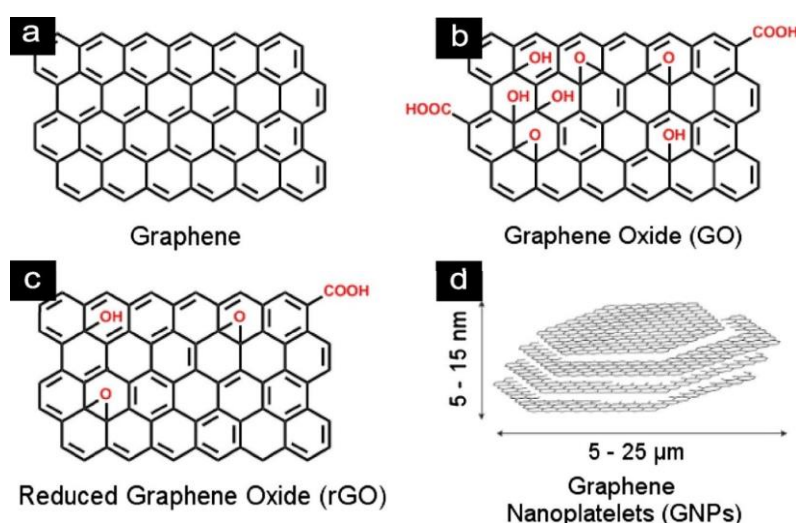 a
Graphene
b
COOH
OH
O
O
OH
OH
HOOC
O
OH
Graphene Oxide (GO)
c
COOH
OH
O
O
Reduced Graphene Oxide (rGO)
d
5 - 15 nm
5 - 25 μm
Graphene
Nanoplatelets (GNPs)